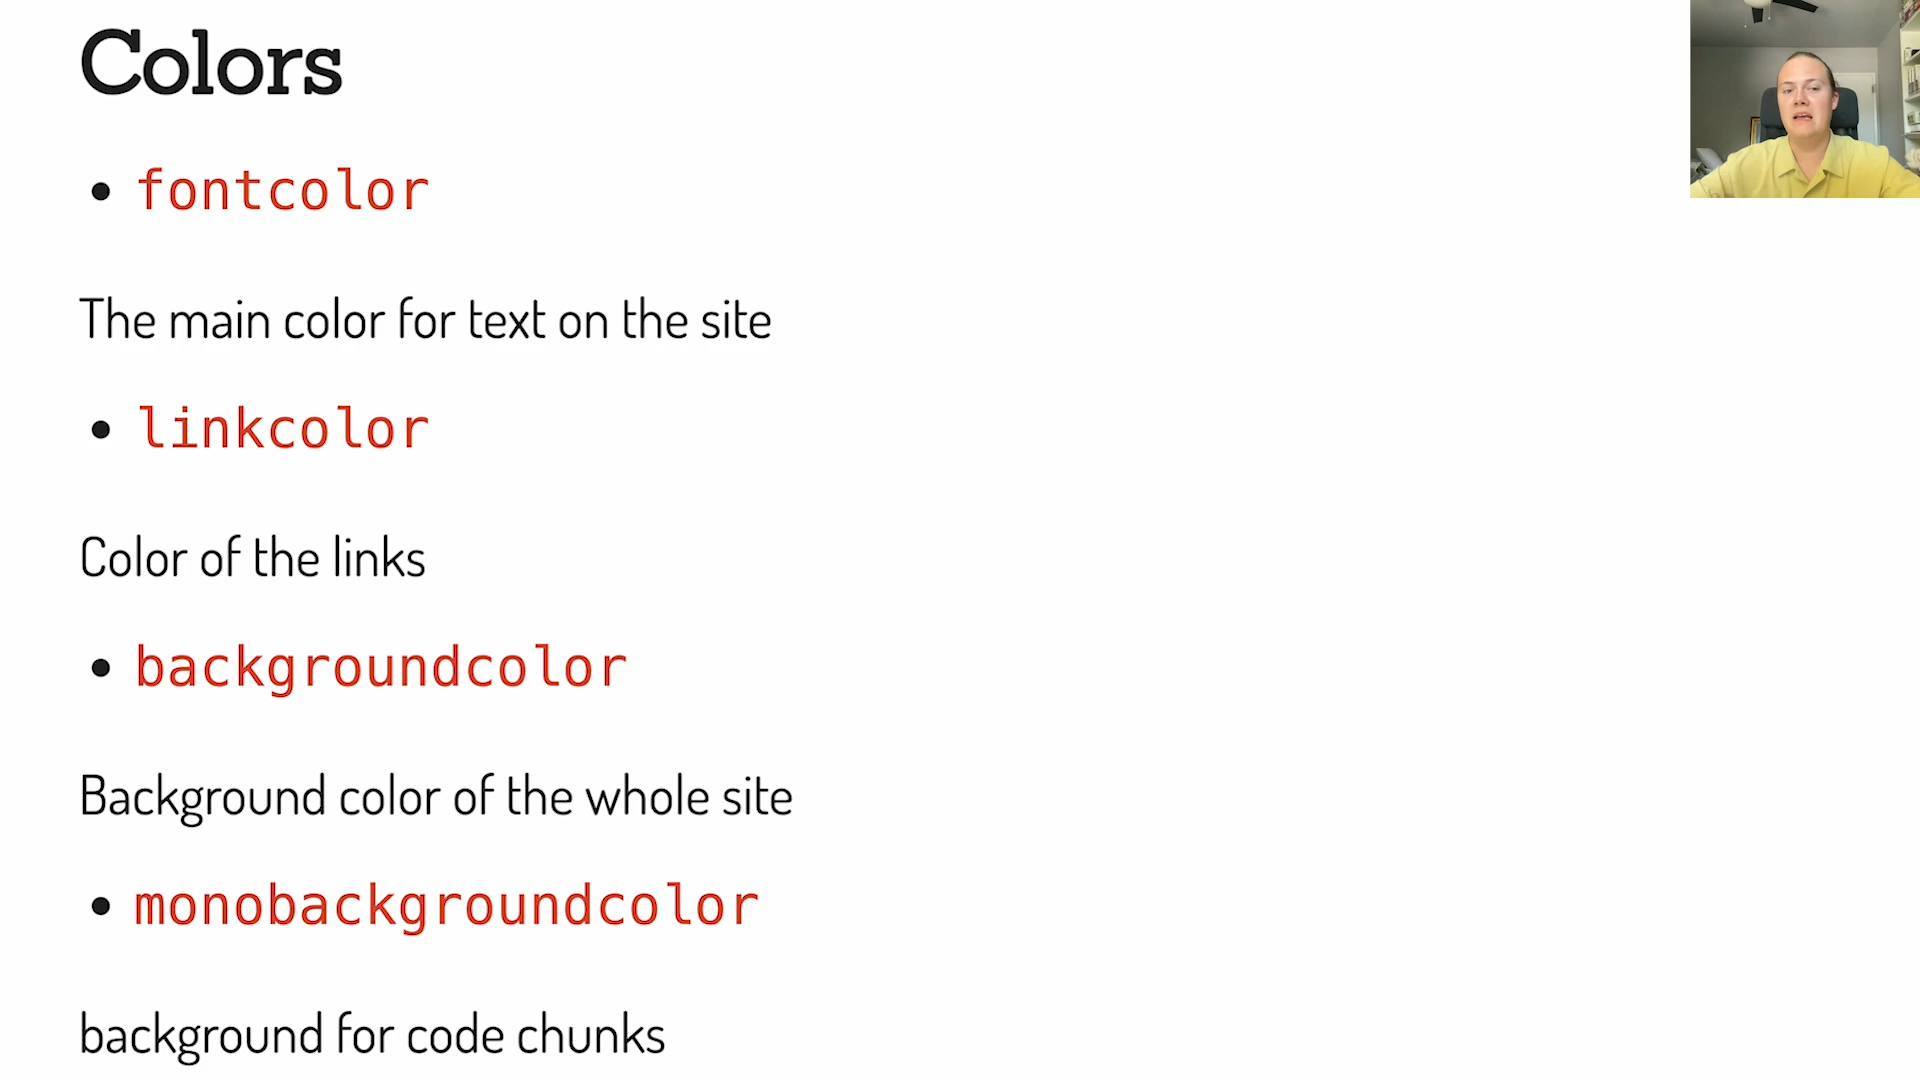 Colors
• fontcolor
The main color for text on the site
• linkcolor
Color of the links
• backgroundcolor
Background color of the whole site
• monobackgroundcolor
background for code chunks